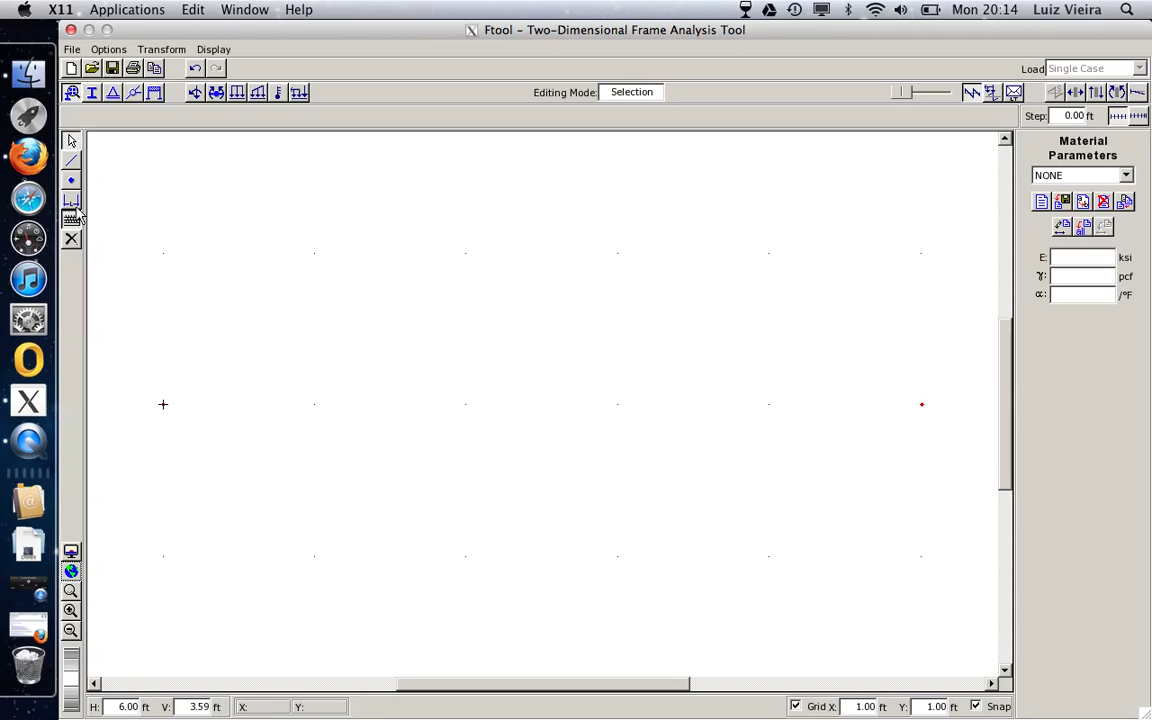 X11 Applications Edit Window Help Mon 20:14 Luiz Vieira
Ftool - Two-Dimensional Frame Analysis Tool
File Options Transform Display
Load Single Case
Editing Mode: Selection
Step: 0.00 ft
Material
Parameters
NONE
E: ksi
γ: pcf
α: /°F
H: 6.00 ft V: 3.59 ft X: Y: Grid X: 1.00 ft Y: 1.00 ft Snap